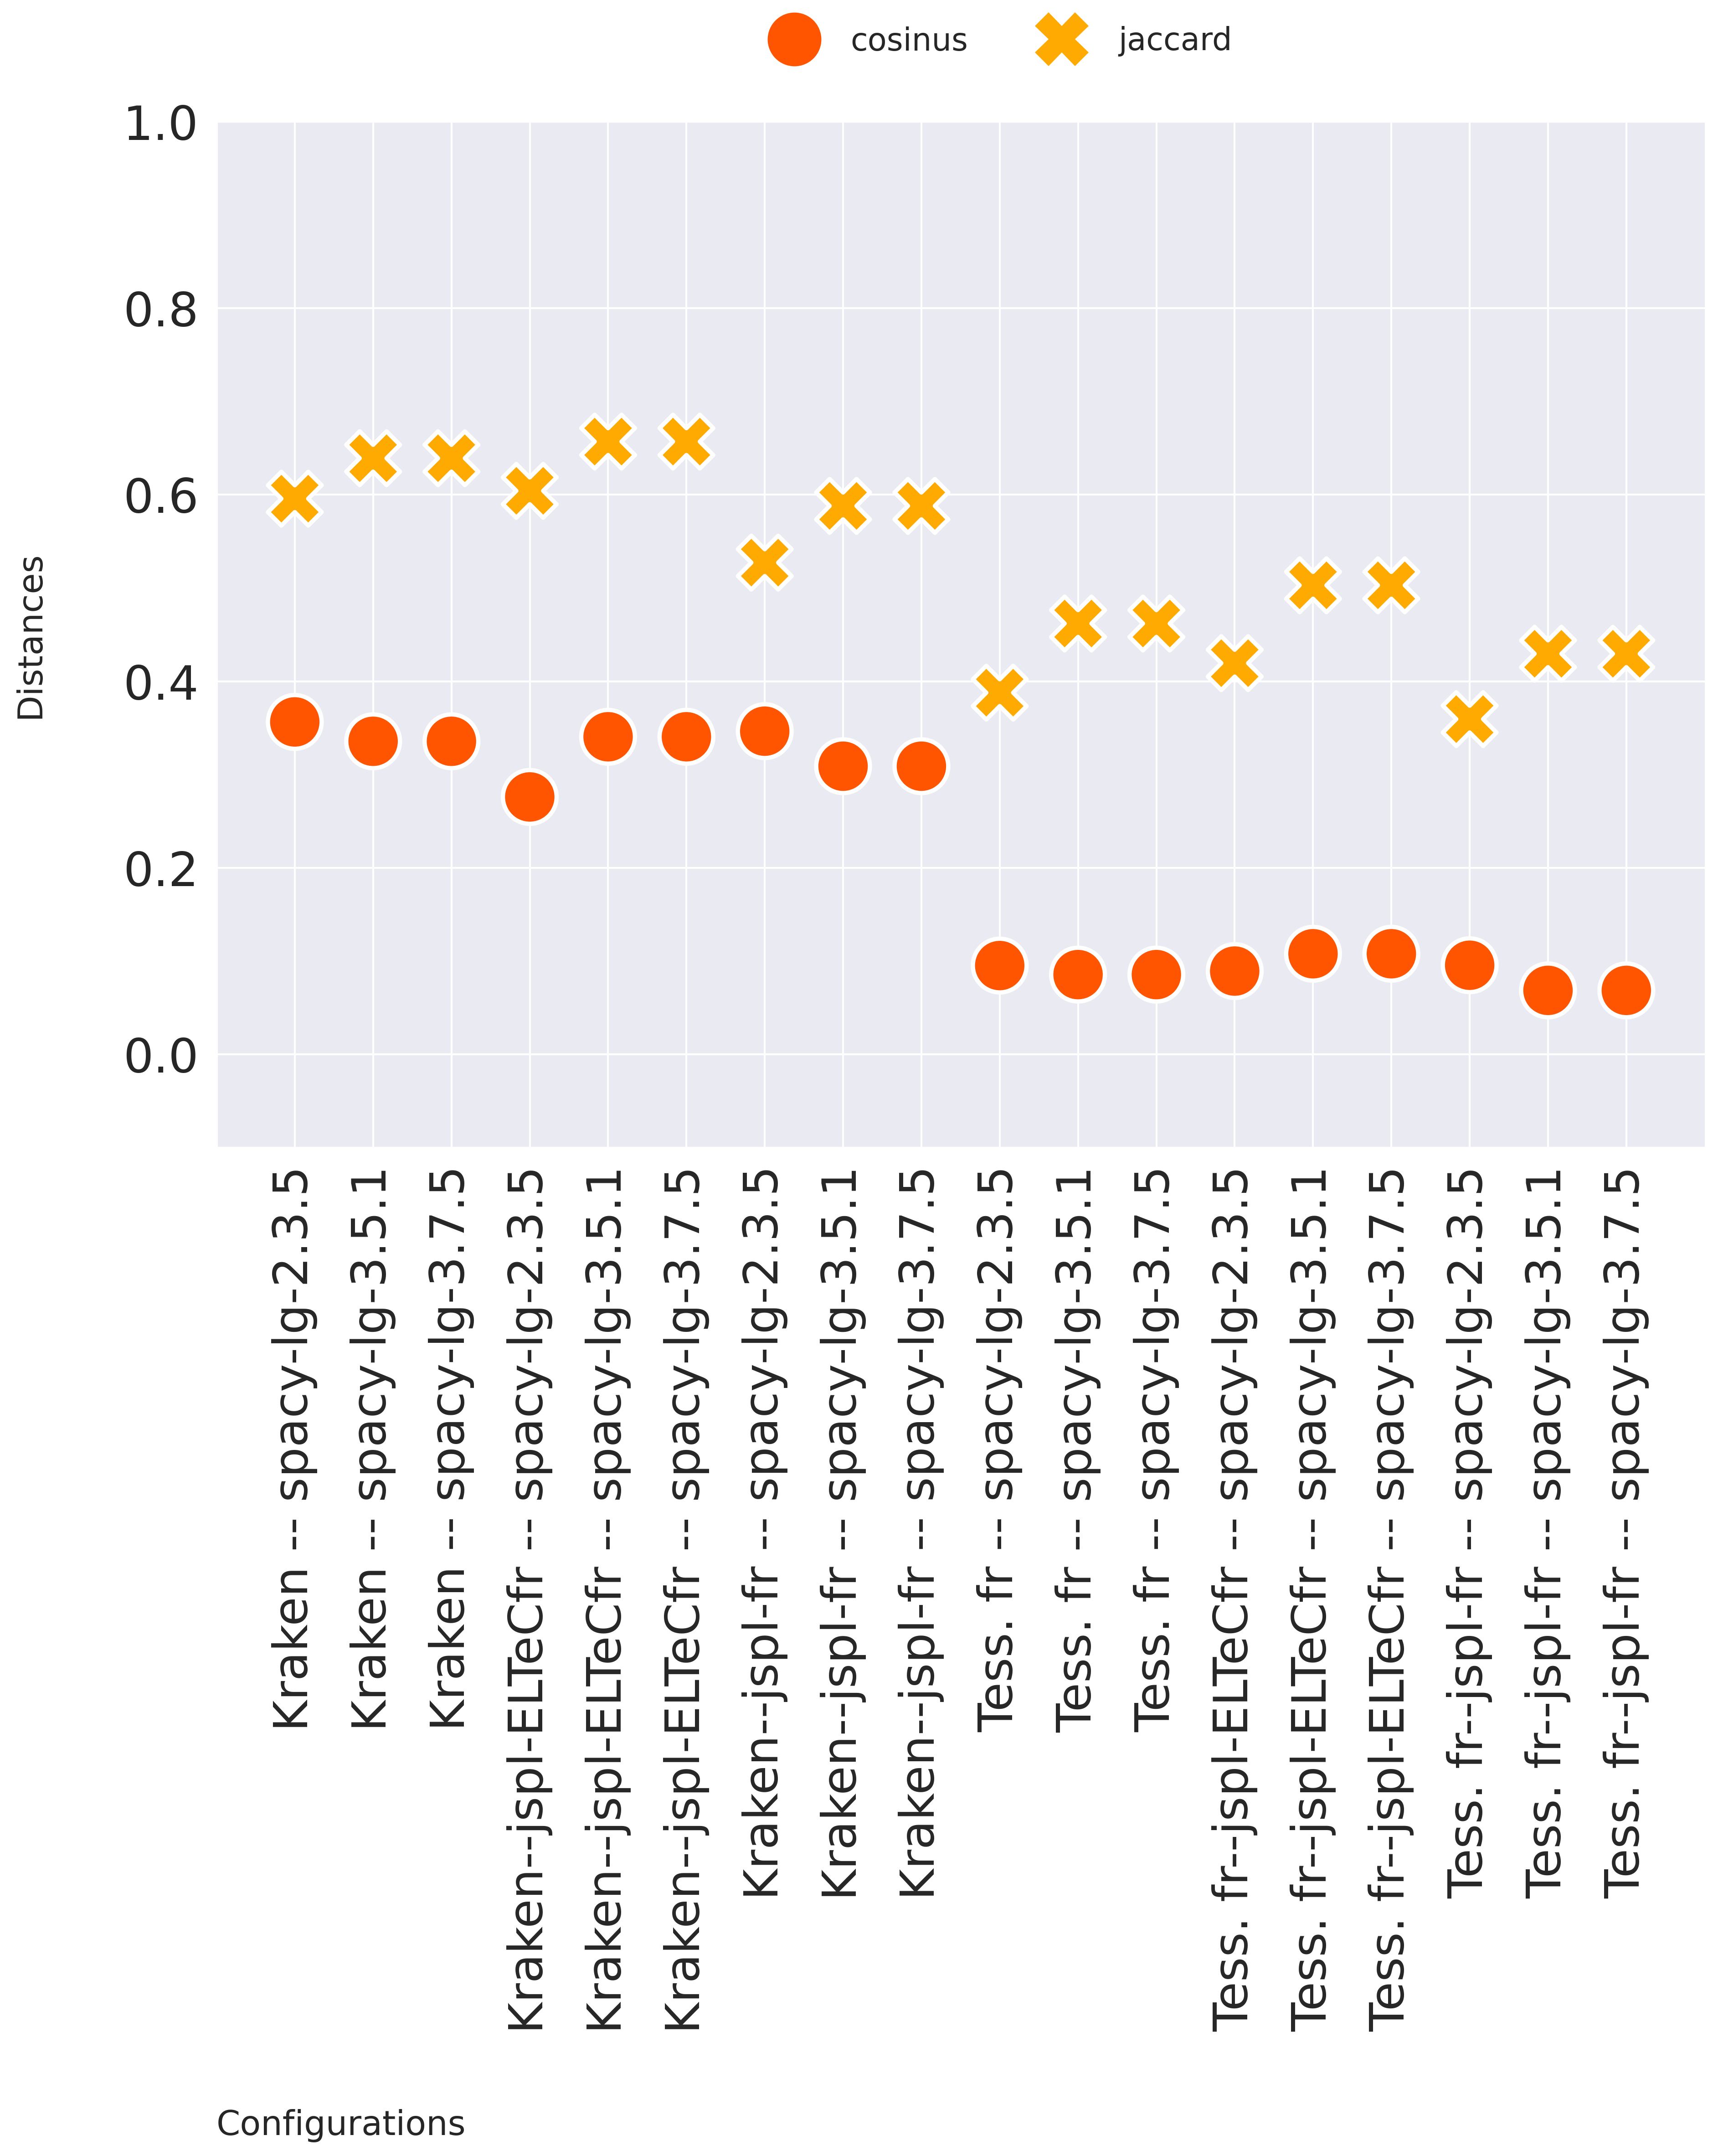 cosinus jaccard
1.0
0.8
0.6
0.4
0.2
0.0
Distances
Kraken -- spacy-lg-2.3.5
Kraken -- spacy-lg-3.5.1
Kraken -- spacy-lg-3.7.5
Kraken--jspl-ELTeCfr -- spacy-lg-2.3.5
Kraken--jspl-ELTeCfr -- spacy-lg-3.5.1
Kraken--jspl-ELTeCfr -- spacy-lg-3.7.5
Kraken--jspl-fr -- spacy-lg-2.3.5
Kraken--jspl-fr -- spacy-lg-3.5.1
Kraken--jspl-fr -- spacy-lg-3.7.5
Tess. fr -- spacy-lg-2.3.5
Tess. fr -- spacy-lg-3.5.1
Tess. fr -- spacy-lg-3.7.5
Tess. fr--jspl-ELTeCfr -- spacy-lg-2.3.5
Tess. fr--jspl-ELTeCfr -- spacy-lg-3.5.1
Tess. fr--jspl-ELTeCfr -- spacy-lg-3.7.5
Tess. fr--jspl-fr -- spacy-lg-2.3.5
Tess. fr--jspl-fr -- spacy-lg-3.5.1
Tess. fr--jspl-fr -- spacy-lg-3.7.5
Configurations